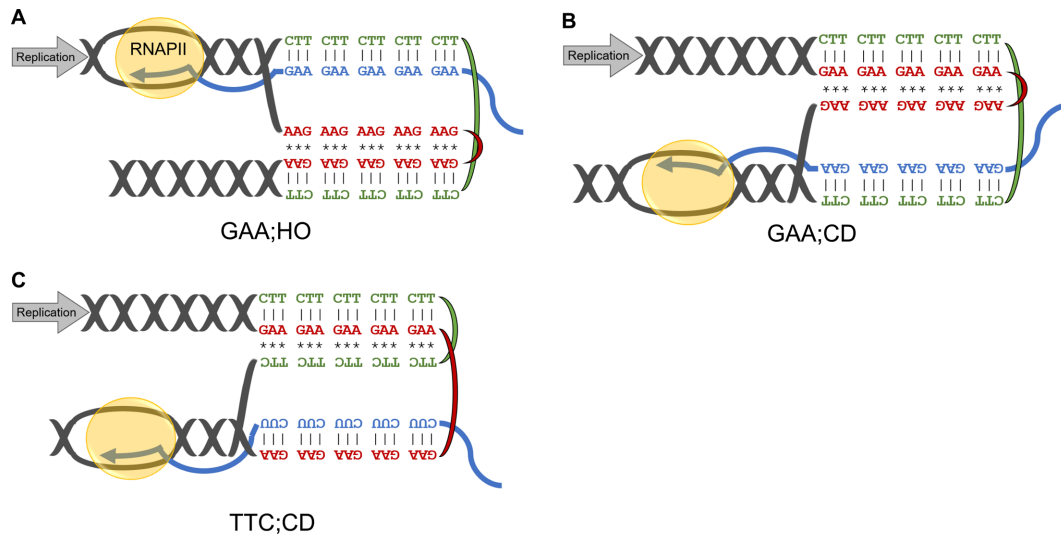 A
Replication
RNAPII
CTT CTT CTT CTT CTT
GAA GAA GAA GAA GAA
AAG AAG AAG AAG AAG
*** *** *** *** ***
GAA GAA GAA GAA GAA
CTT CTT CTT CTT CTT
GAA;HO
B
Replication
CTT CTT CTT CTT CTT
GAA GAA GAA GAA GAA
*** *** *** *** ***
AAG AAG AAG AAG AAG
GAA GAA GAA GAA GAA
CTT CTT CTT CTT CTT
GAA;CD
C
Replication
CTT CTT CTT CTT CTT
GAA GAA GAA GAA GAA
*** *** *** *** ***
TTC TTC TTC TTC TTC
CUU CUU CUU CUU CUU
GAA GAA GAA GAA GAA
TTC;CD